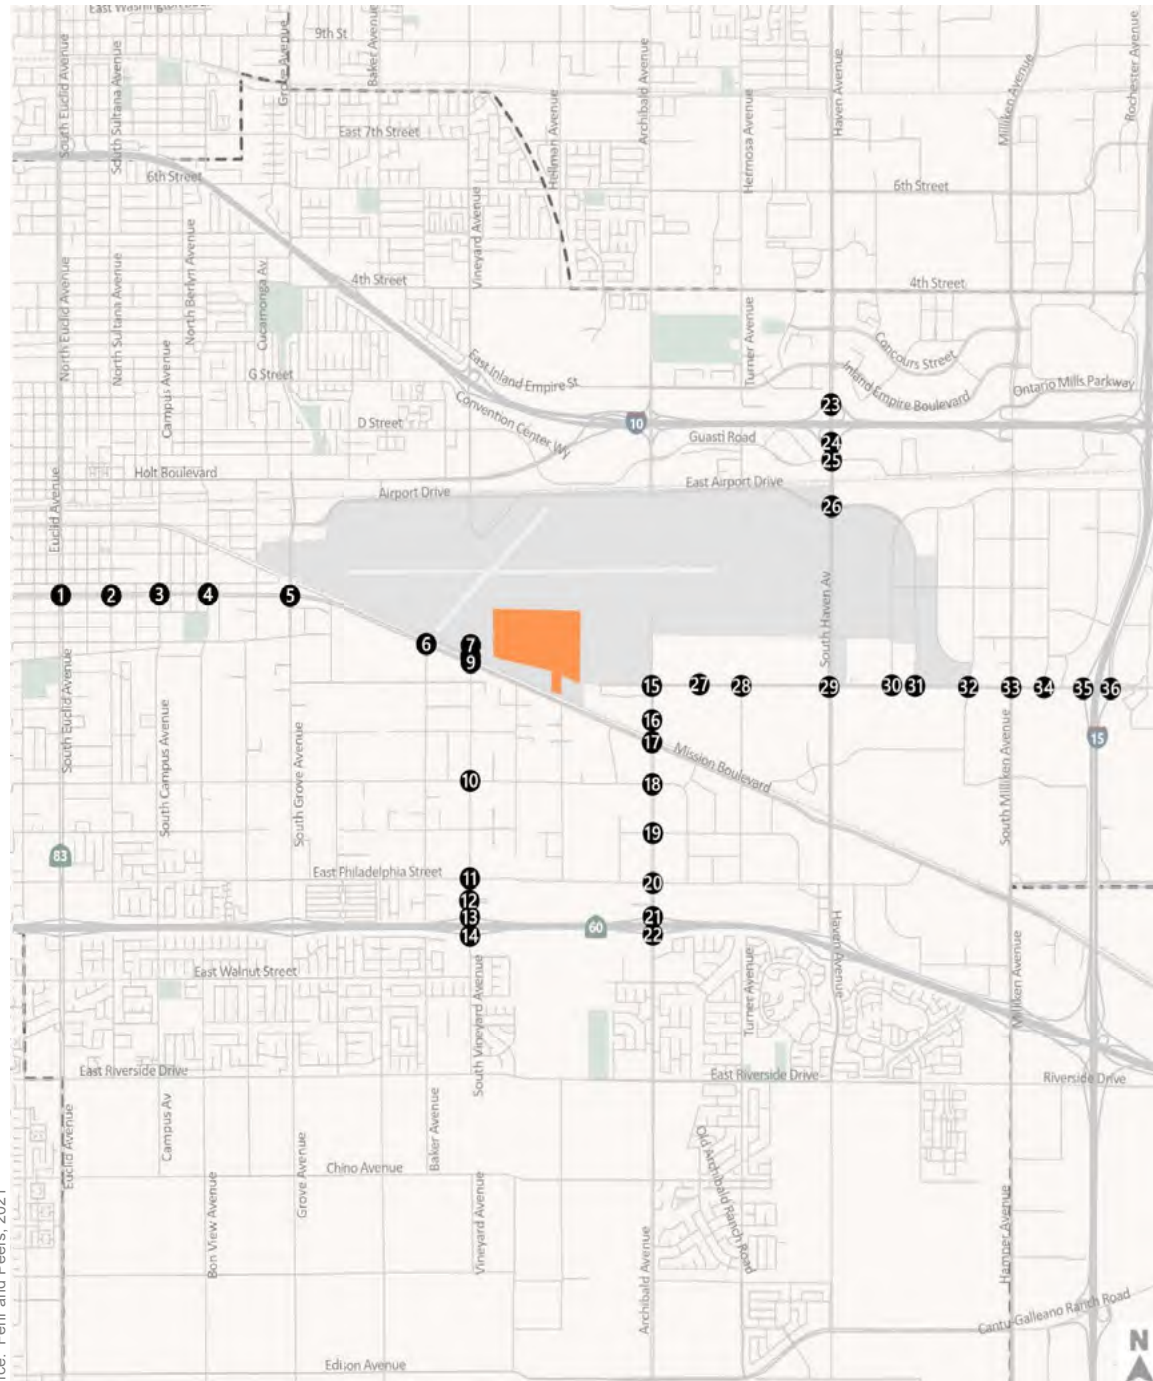 East Washington
9th St
South Euclid Avenue
South Sultana Avenue
Grove Avenue
Baker Avenue
Archibald Avenue
Haven Avenue
Milliken Avenue
Rochester Avenue
East 7th Street
Hellman Avenue
Hermosa Avenue
6th Street
6th Street
Vineyard Avenue
North Euclid Avenue
North Sultana Avenue
North Berlyn Avenue
Cucamonga Av
4th Street
4th Street
Campus Avenue
G Street
East Inland Empire St
Turner Avenue
Concours Street
Inland Empire Boulevard
Ontario Mills Parkway
D Street
Convention Center Wy
10
23
Guasti Road
24
25
Holt Boulevard
Airport Drive
East Airport Drive
Euclid Avenue
26
1
2
3
4
5
6
7
9
South Haven Av
15
27
28
29
30
31
32
33
34
35
36
South Euclid Avenue
South Campus Avenue
South Grove Avenue
16
17
Mission Boulevard
15
10
18
South Milliken Avenue
19
83
East Philadelphia Street
11
20
12
13
21
14
60
22
Haven Avenue
East Walnut Street
South Vineyard Avenue
Turner Avenue
Milliken Avenue
East Riverside Drive
East Riverside Drive
Riverside Drive
Euclid Avenue
Campus Av
Baker Avenue
Grove Avenue
Chino Avenue
Old Archibald Ranch Road
Bon View Avenue
Vineyard Avenue
Archibald Avenue
Hamner Avenue
Cantu-Galleano Ranch Road
Edison Avenue
N
Fehr and Peers, 2021